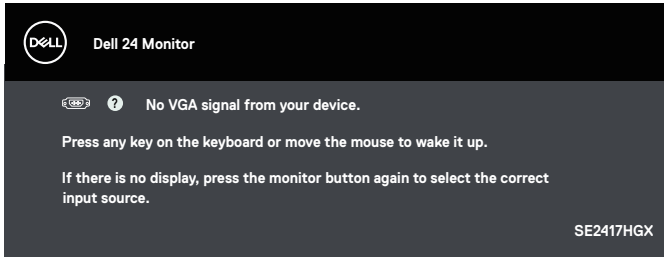 DELL
Dell 24 Monitor
? No VGA signal from your device.
Press any key on the keyboard or move the mouse to wake it up.
If there is no display, press the monitor button again to select the correct
input source.
SE2417HGX